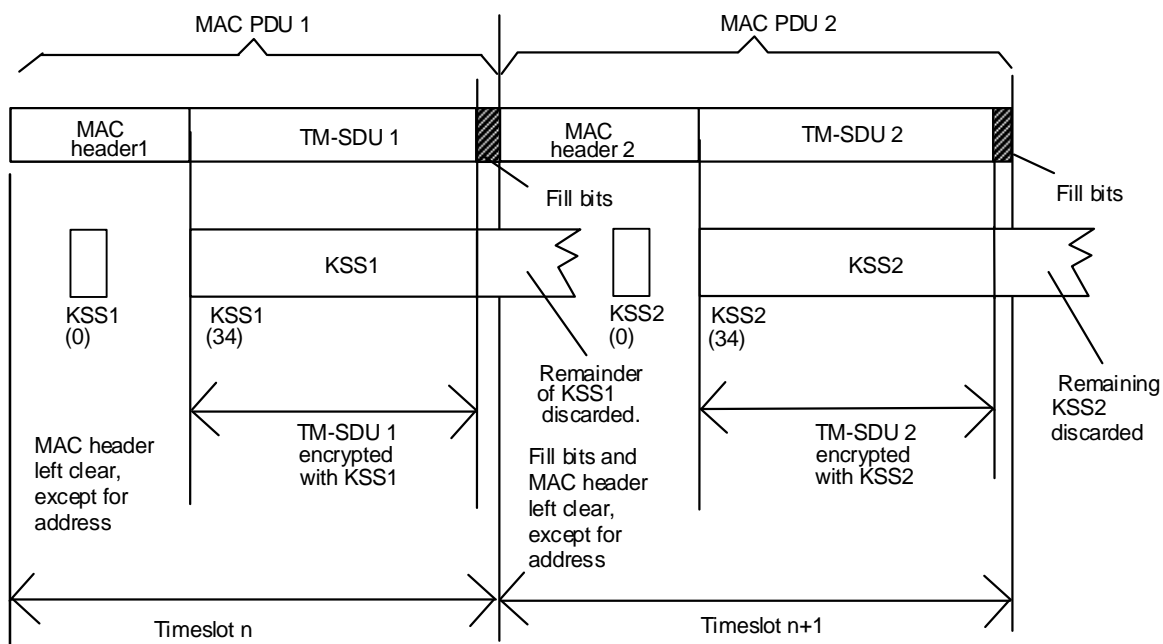 MAC PDU 1
MAC PDU 2
MAC
header1
TM-SDU 1
MAC
header 2
TM-SDU 2
Fill bits
Fill bits
KSS1
KSS2
KSS1
(0)
KSS1
(34)
KSS2
(0)
KSS2
(34)
Remainder
of KSS1
discarded.
Remaining
KSS2
discarded
MAC header
left clear,
except for
address
TM-SDU 1
encrypted
with KSS1
Fill bits and
MAC header
left clear,
except for
address
TM-SDU 2
encrypted
with KSS2
Timeslot n
Timeslot n+1